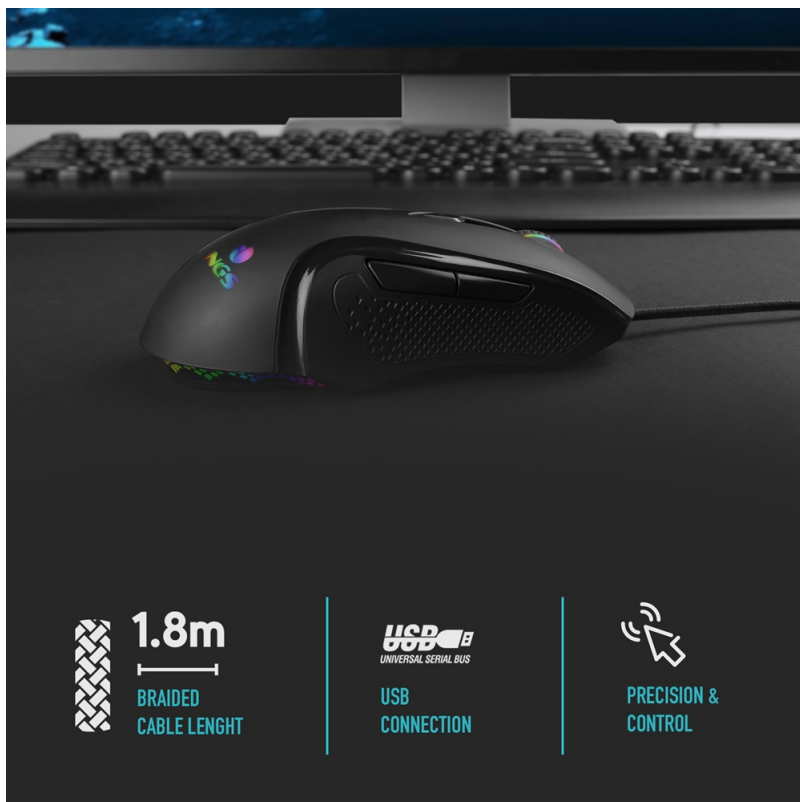 NGS
1.8m
BRAIDED
CABLE LENGHT
USB
UNIVERSAL SERIAL BUS
USB
CONNECTION
PRECISION &
CONTROL